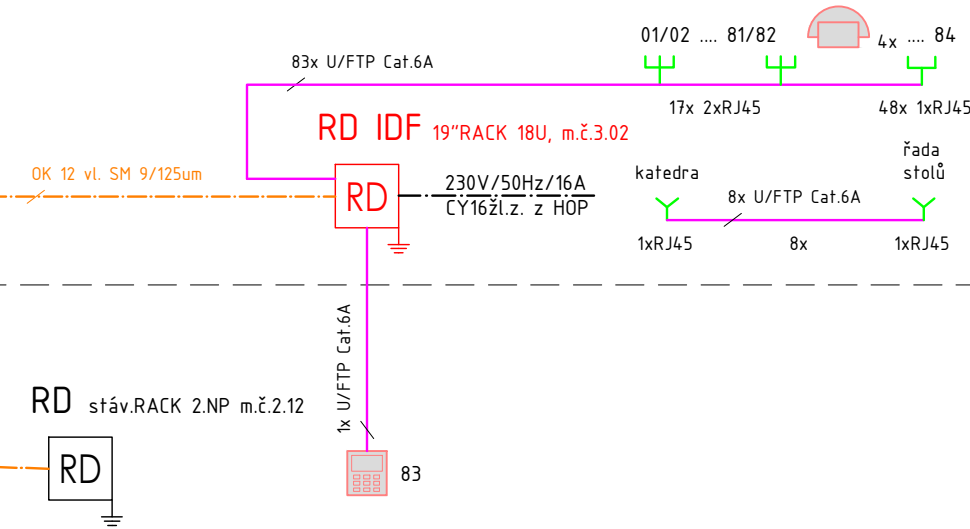 01/02 .... 81/82
4x .... 84
83x U/FTP Cat.6A
17x 2xRJ45
48x 1xRJ45
RD IDF 19"RACK 18U, m.č.3.02
OK 12 vl. SM 9/125um
RD
230V/50Hz/16A
CY16žl.z. z HOP
katedra
řada
stolů
8x U/FTP Cat.6A
1xRJ45
8x
1xRJ45
1x U/FTP Cat.6A
RD stáv.RACK 2.NP m.č.2.12
RD
83